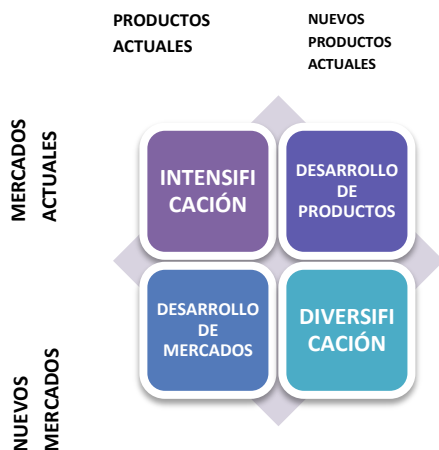 PRODUCTOS
ACTUALES
NUEVOS
PRODUCTOS
ACTUALES
MERCADOS
ACTUALES
INTENSIFI
CACIÓN
DESARROLLO
DE
PRODUCTOS
NUEVOS
MERCADOS
DESARROLLO
DE
MERCADOS
DIVERSIFI
CACIÓN